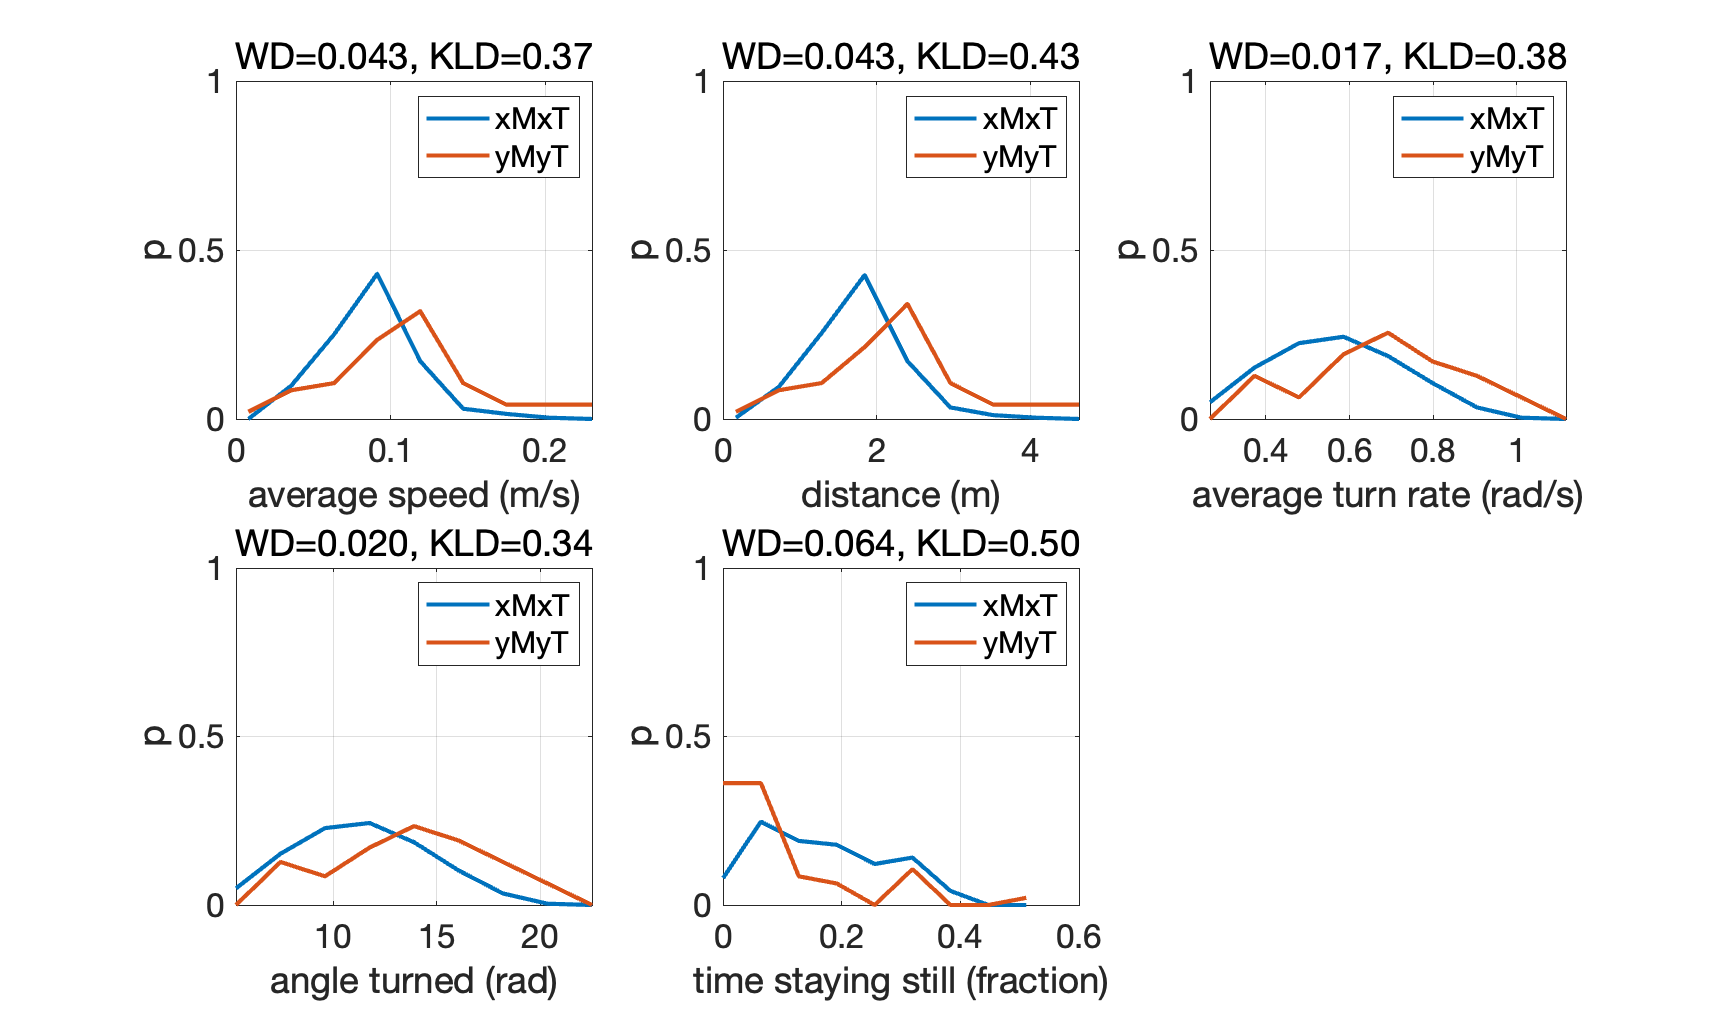 WD=0.043, KLD=0.37
1
0.5
0
p
xMxT
yMyT
0 0.1 0.2
average speed (m/s)
WD=0.043, KLD=0.43
1
0.5
0
p
xMxT
yMyT
0 2 4
distance (m)
WD=0.017, KLD=0.38
1
0.5
0
p
xMxT
yMyT
0.4 0.6 0.8 1
average turn rate (rad/s)
WD=0.020, KLD=0.34
1
0.5
0
p
xMxT
yMyT
10 15 20
angle turned (rad)
WD=0.064, KLD=0.50
1
0.5
0
p
xMxT
yMyT
0 0.2 0.4 0.6
time staying still (fraction)